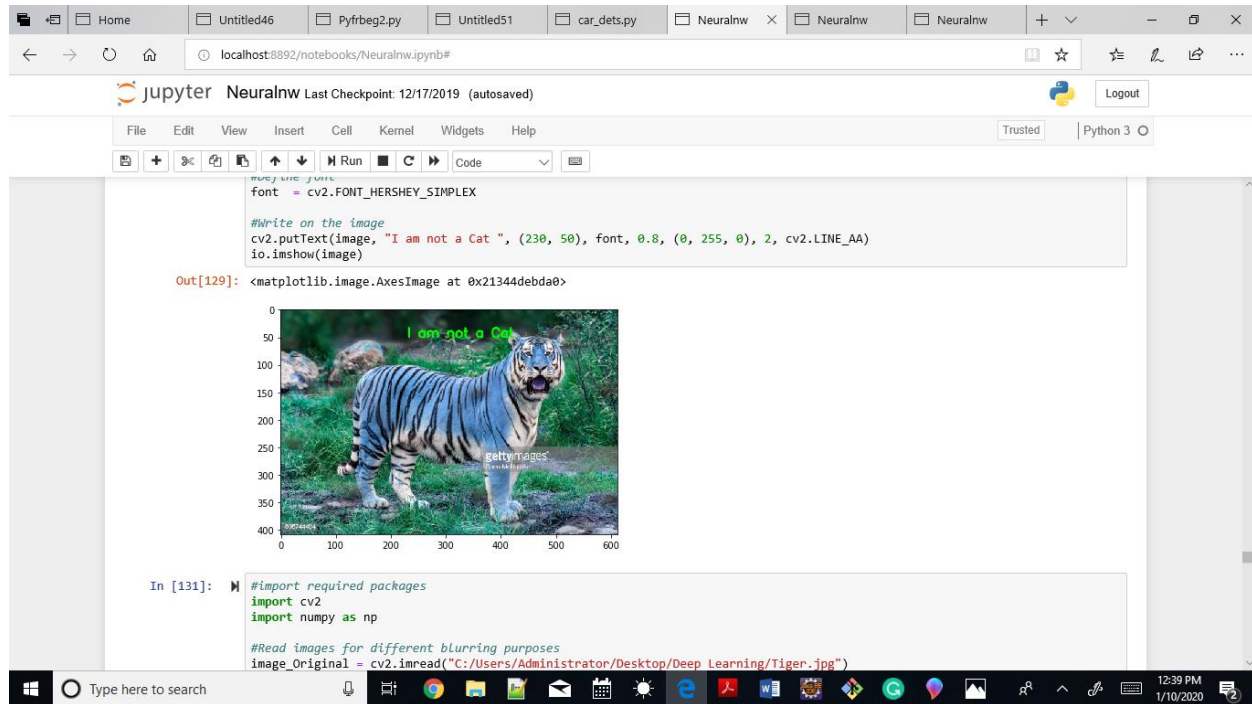 Home
Untitled46
Pyfrbeg2.py
Untitled51
car_dets.py
Neuralnw
Neuralnw
Neuralnw
localhost:8892/notebooks/Neuralnw.ipynb#
jupyter Neuralnw Last Checkpoint: 12/17/2019 (autosaved)
Logout
File Edit View Insert Cell Kernel Widgets Help
Trusted
Python 3
Run
Code
#Define font
font = cv2.FONT_HERSHEY_SIMPLEX
#Write on the image
cv2.putText(image, "I am not a Cat ", (230, 50), font, 0.8, (0, 255, 0), 2, cv2.LINE_AA)
io.imshow(image)
Out[129]: <matplotlib.image.AxesImage at 0x21344debda0>
0
I am not a Cat
50
100
150
200
250
gettyimages
300
350
400
0 100 200 300 400 500 600
In [131]:
#import required packages
import cv2
import numpy as np
#Read images for different blurring purposes
image_Original = cv2.imread("C:/Users/Administrator/Desktop/Deep Learning/Tiger.jpg")
Type here to search
12:39 PM
1/10/2020
2